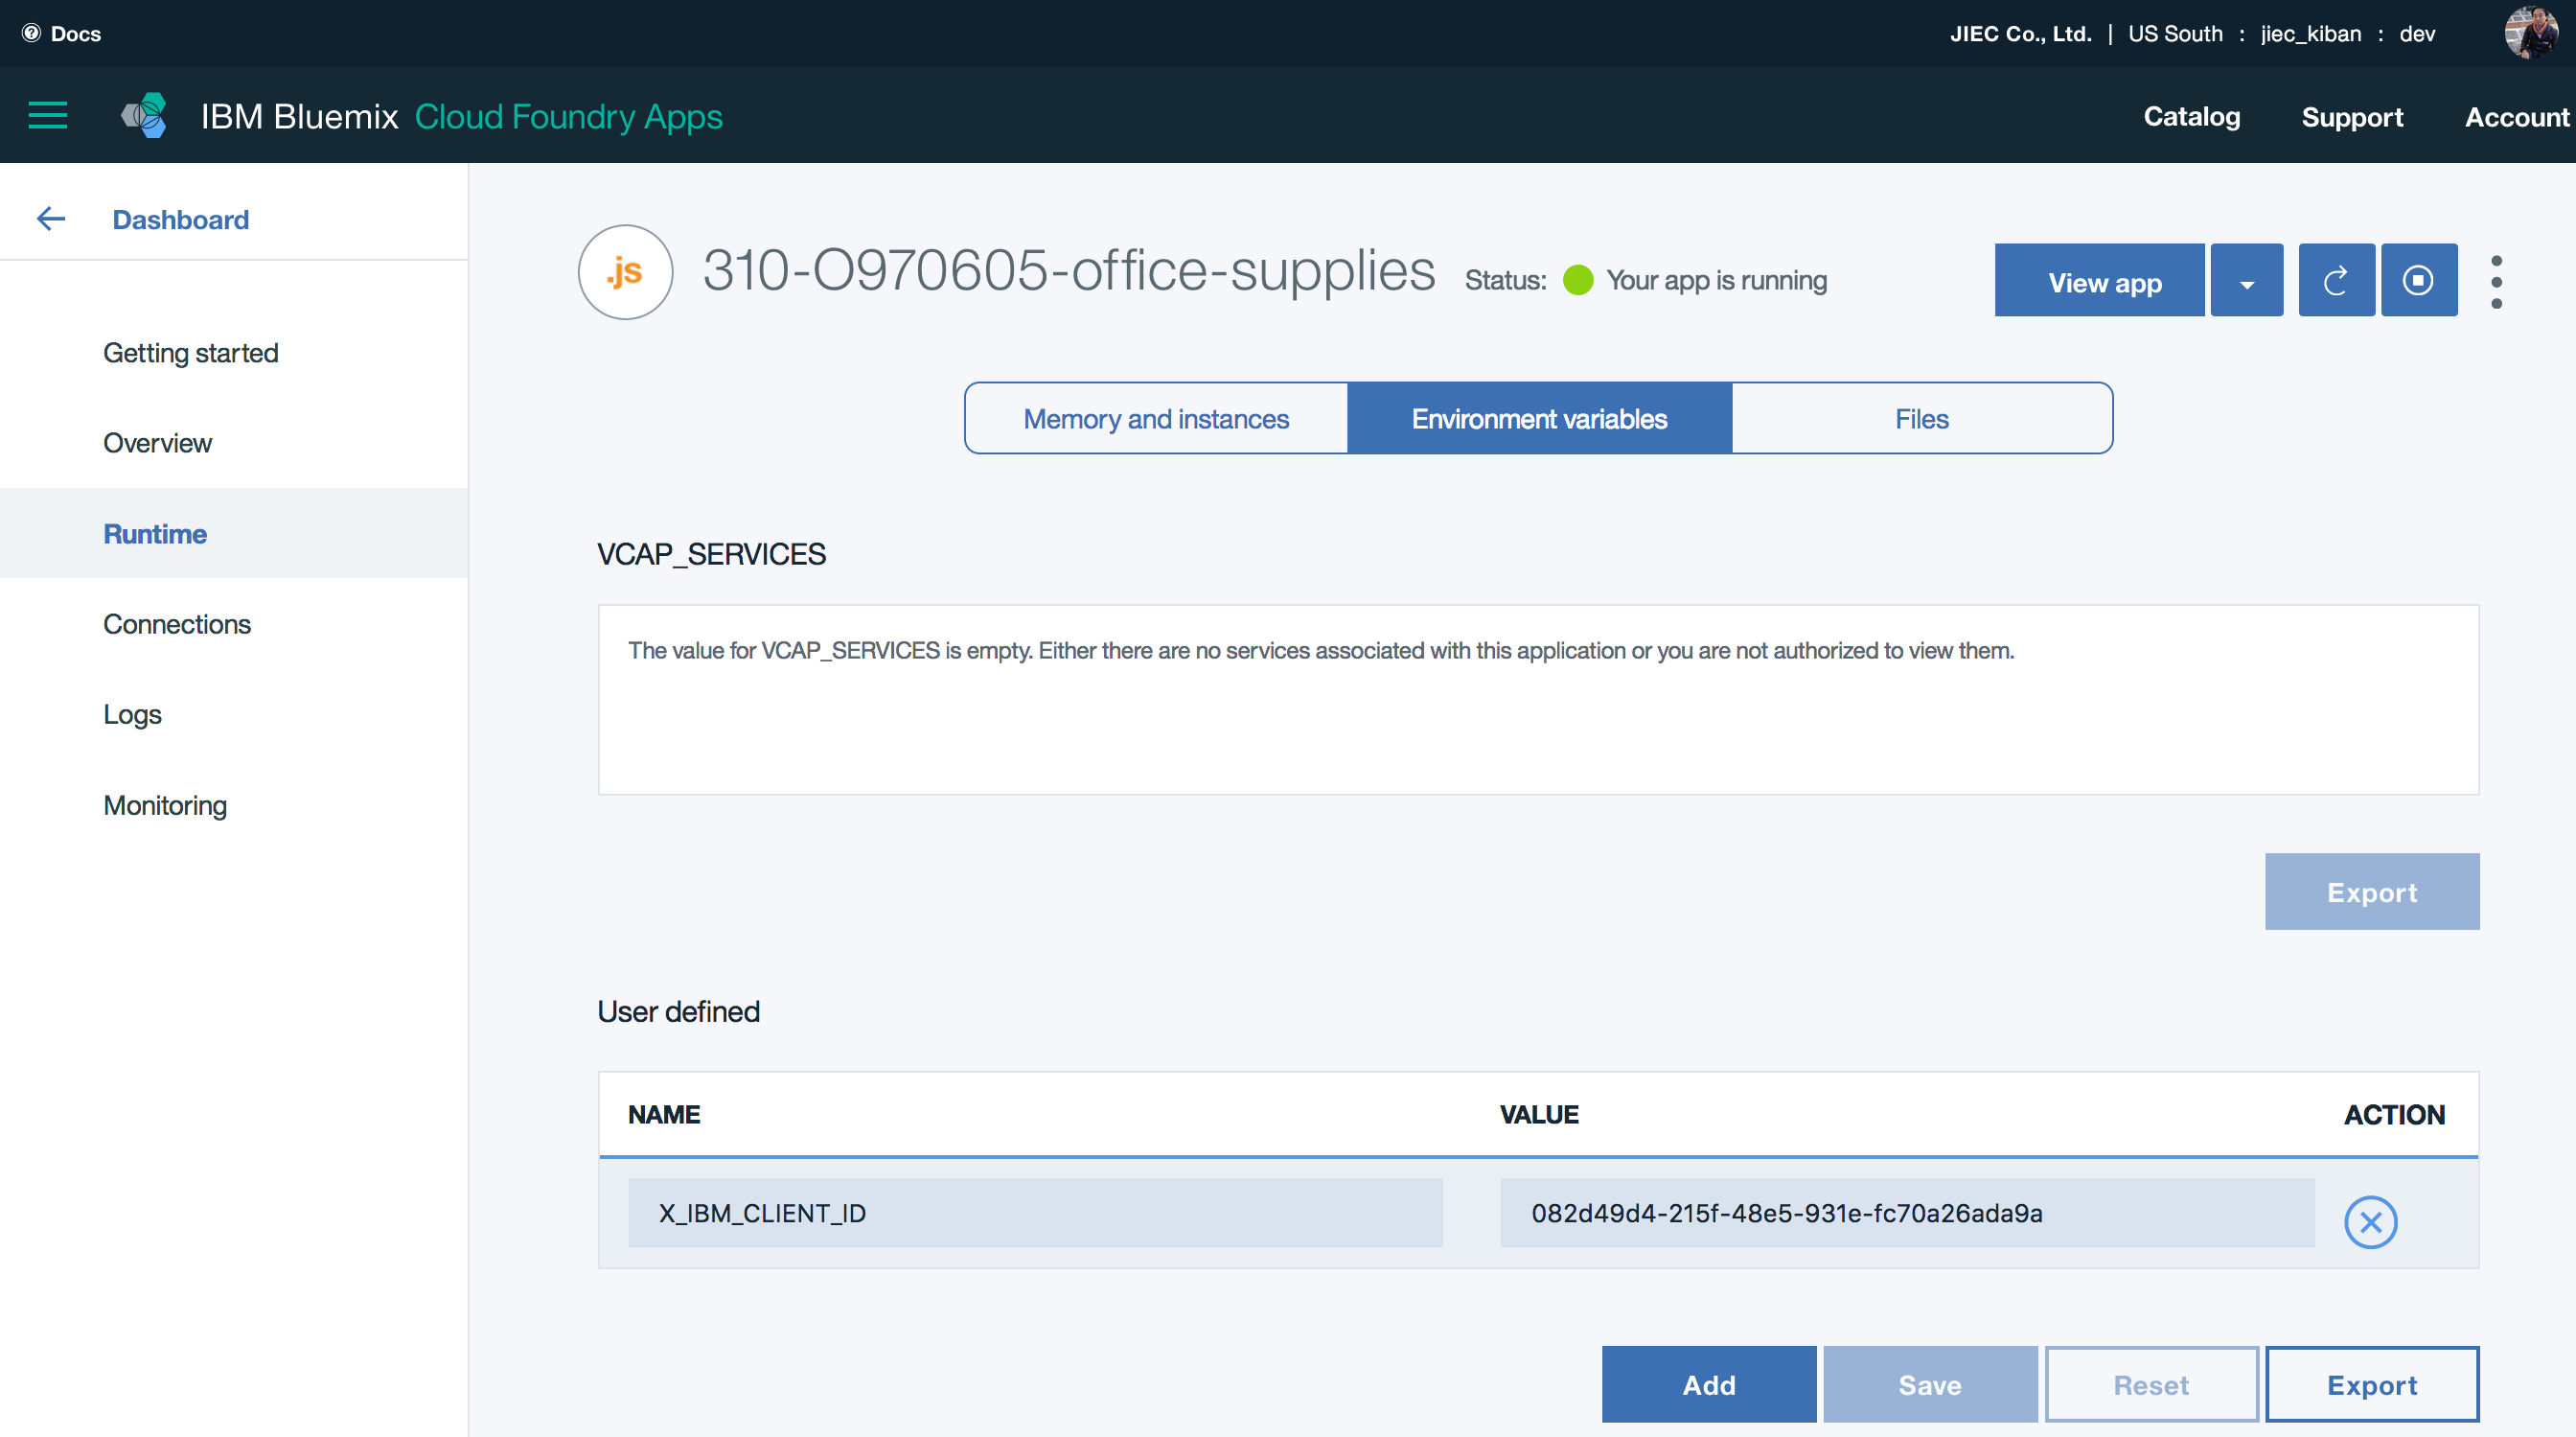 Docs
JIEC Co., Ltd. | US South : jiec_kiban : dev
IBM Bluemix Cloud Foundry Apps
Catalog Support Account
Dashboard
Getting started
Overview
Runtime
Connections
Logs
Monitoring
.js
310-O970605-office-supplies Status: Your app is running
View app
Memory and instances Environment variables Files
VCAP_SERVICES
The value for VCAP_SERVICES is empty. Either there are no services associated with this application or you are not authorized to view them.
Export
User defined
NAME VALUE ACTION
X_IBM_CLIENT_ID 082d49d4-215f-48e5-931e-fc70a26ada9a
Add Save Reset Export